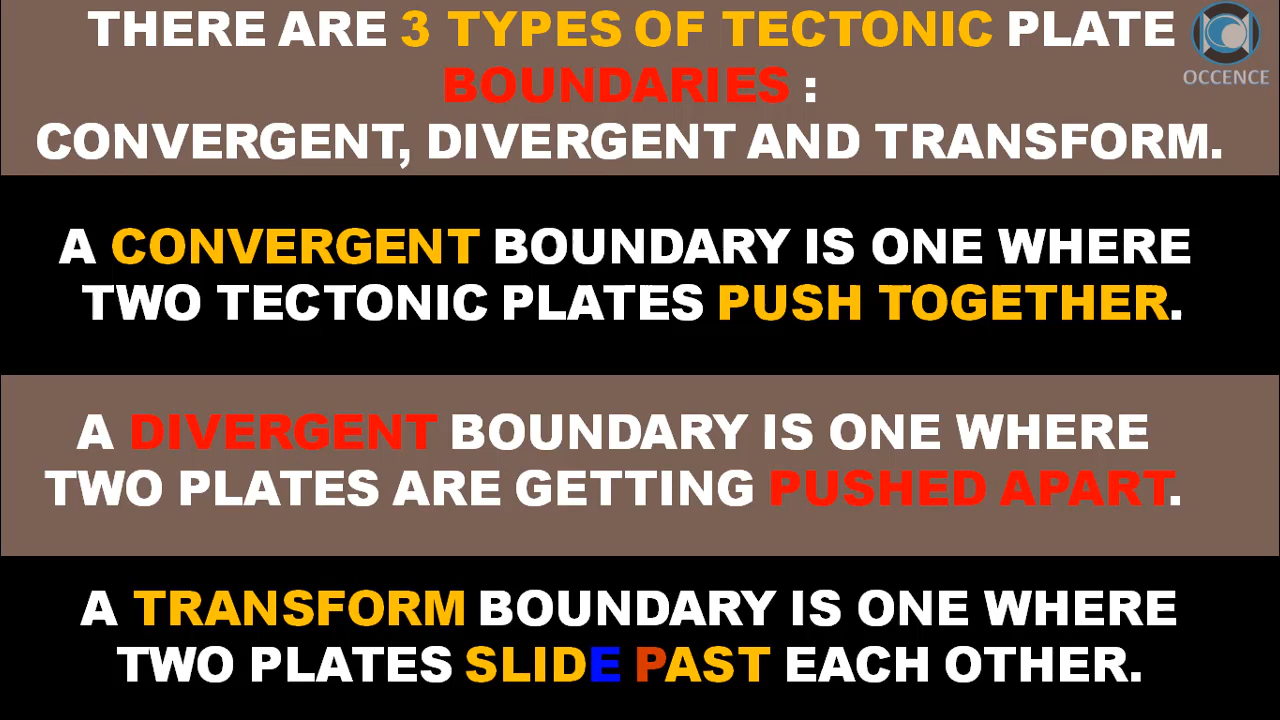 THERE ARE 3 TYPES OF TECTONIC PLATE
BOUNDARIES :
CONVERGENT, DIVERGENT AND TRANSFORM.
OCCENCE
A CONVERGENT BOUNDARY IS ONE WHERE
TWO TECTONIC PLATES PUSH TOGETHER.
A DIVERGENT BOUNDARY IS ONE WHERE
TWO PLATES ARE GETTING PUSHED APART.
A TRANSFORM BOUNDARY IS ONE WHERE
TWO PLATES SLIDE PAST EACH OTHER.